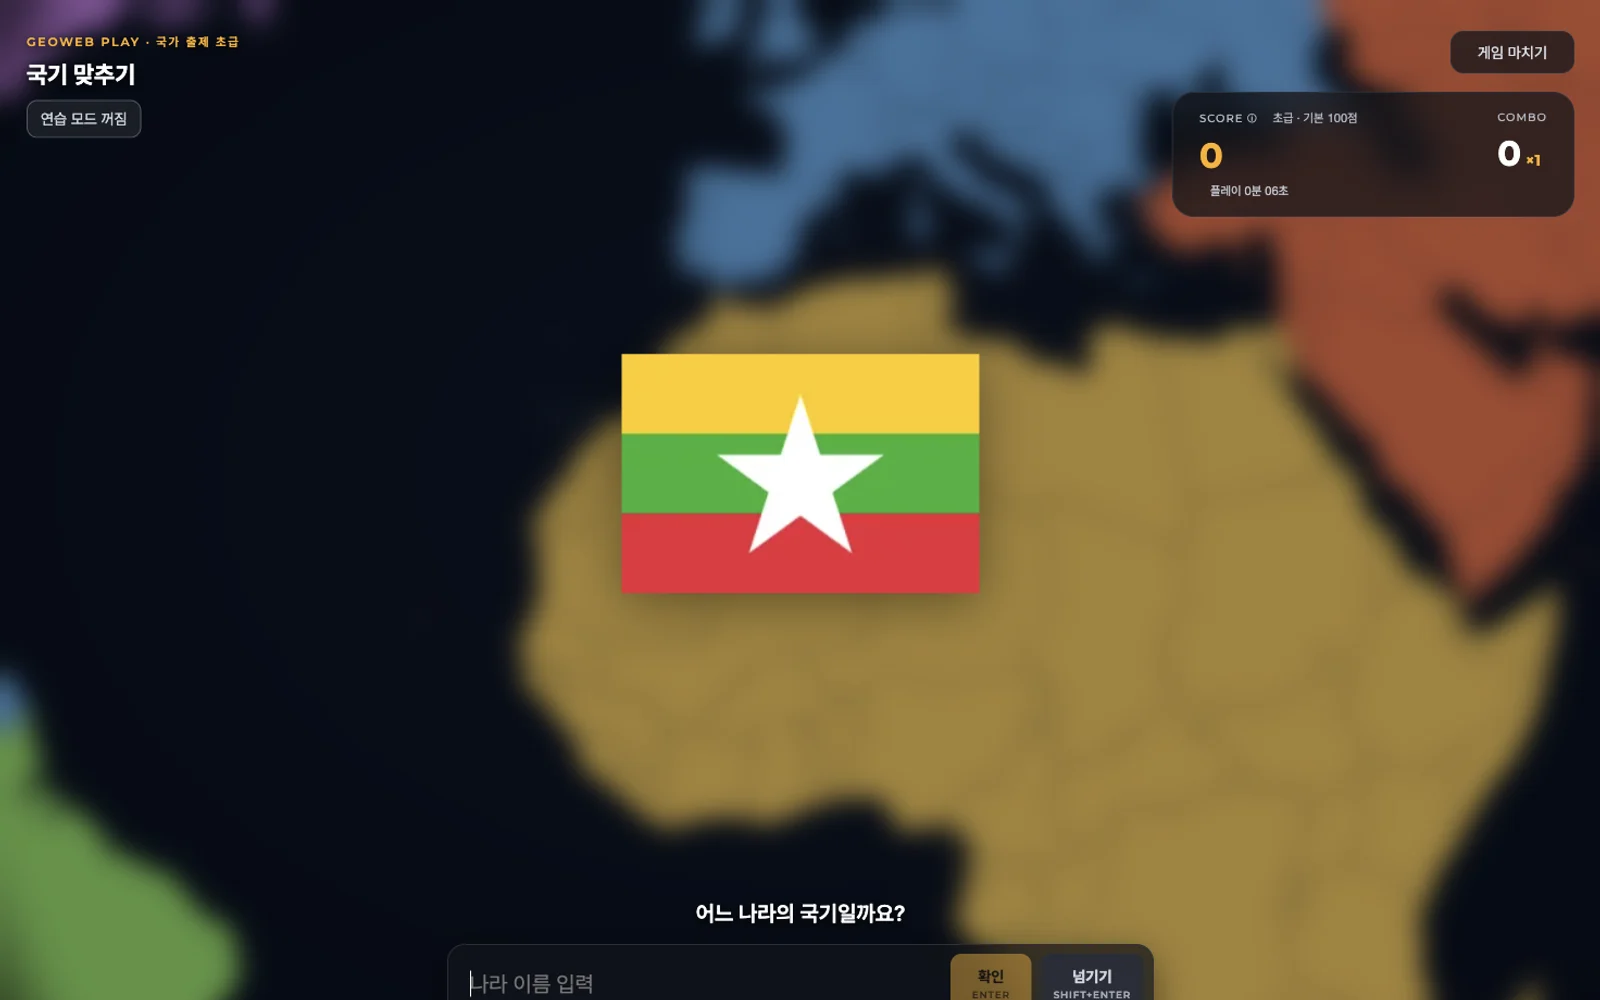 GEOWEB PLAY · 국가 출제 초급
국기 맞추기
연습 모드 꺼짐
게임 마치기
SCORE ⓘ 초급 · 기본 100점
COMBO
0
0 ×1
플레이 0분 06초
어느 나라의 국기일까요?
나라 이름 입력
확인
ENTER
넘기기
SHIFT+ENTER